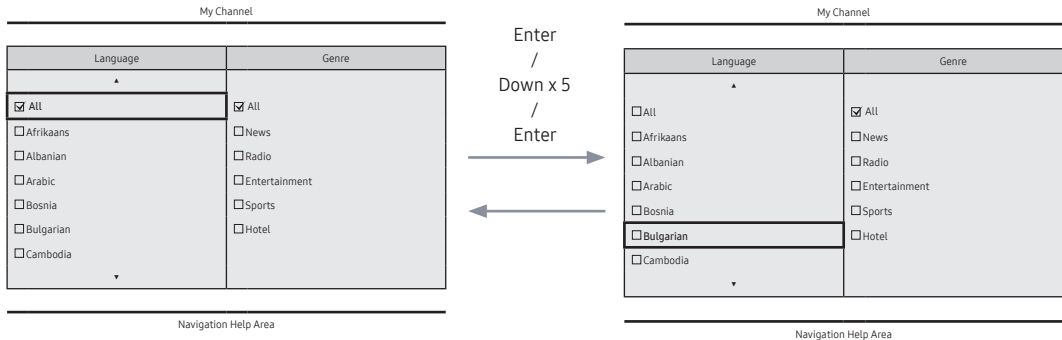 My Channel
Language Genre
▲
☑ All ☑ All
☐ Afrikaans ☐ News
☐ Albanian ☐ Radio
☐ Arabic ☐ Entertainment
☐ Bosnia ☐ Sports
☐ Bulgarian ☐ Hotel
☐ Cambodia
▼
Navigation Help Area
Enter
/
Down x 5
/
Enter
My Channel
Language Genre
▲
☐ All ☑ All
☐ Afrikaans ☐ News
☐ Albanian ☐ Radio
☐ Arabic ☐ Entertainment
☐ Bosnia ☐ Sports
☐ Bulgarian ☐ Hotel
☐ Cambodia
▼
Navigation Help Area